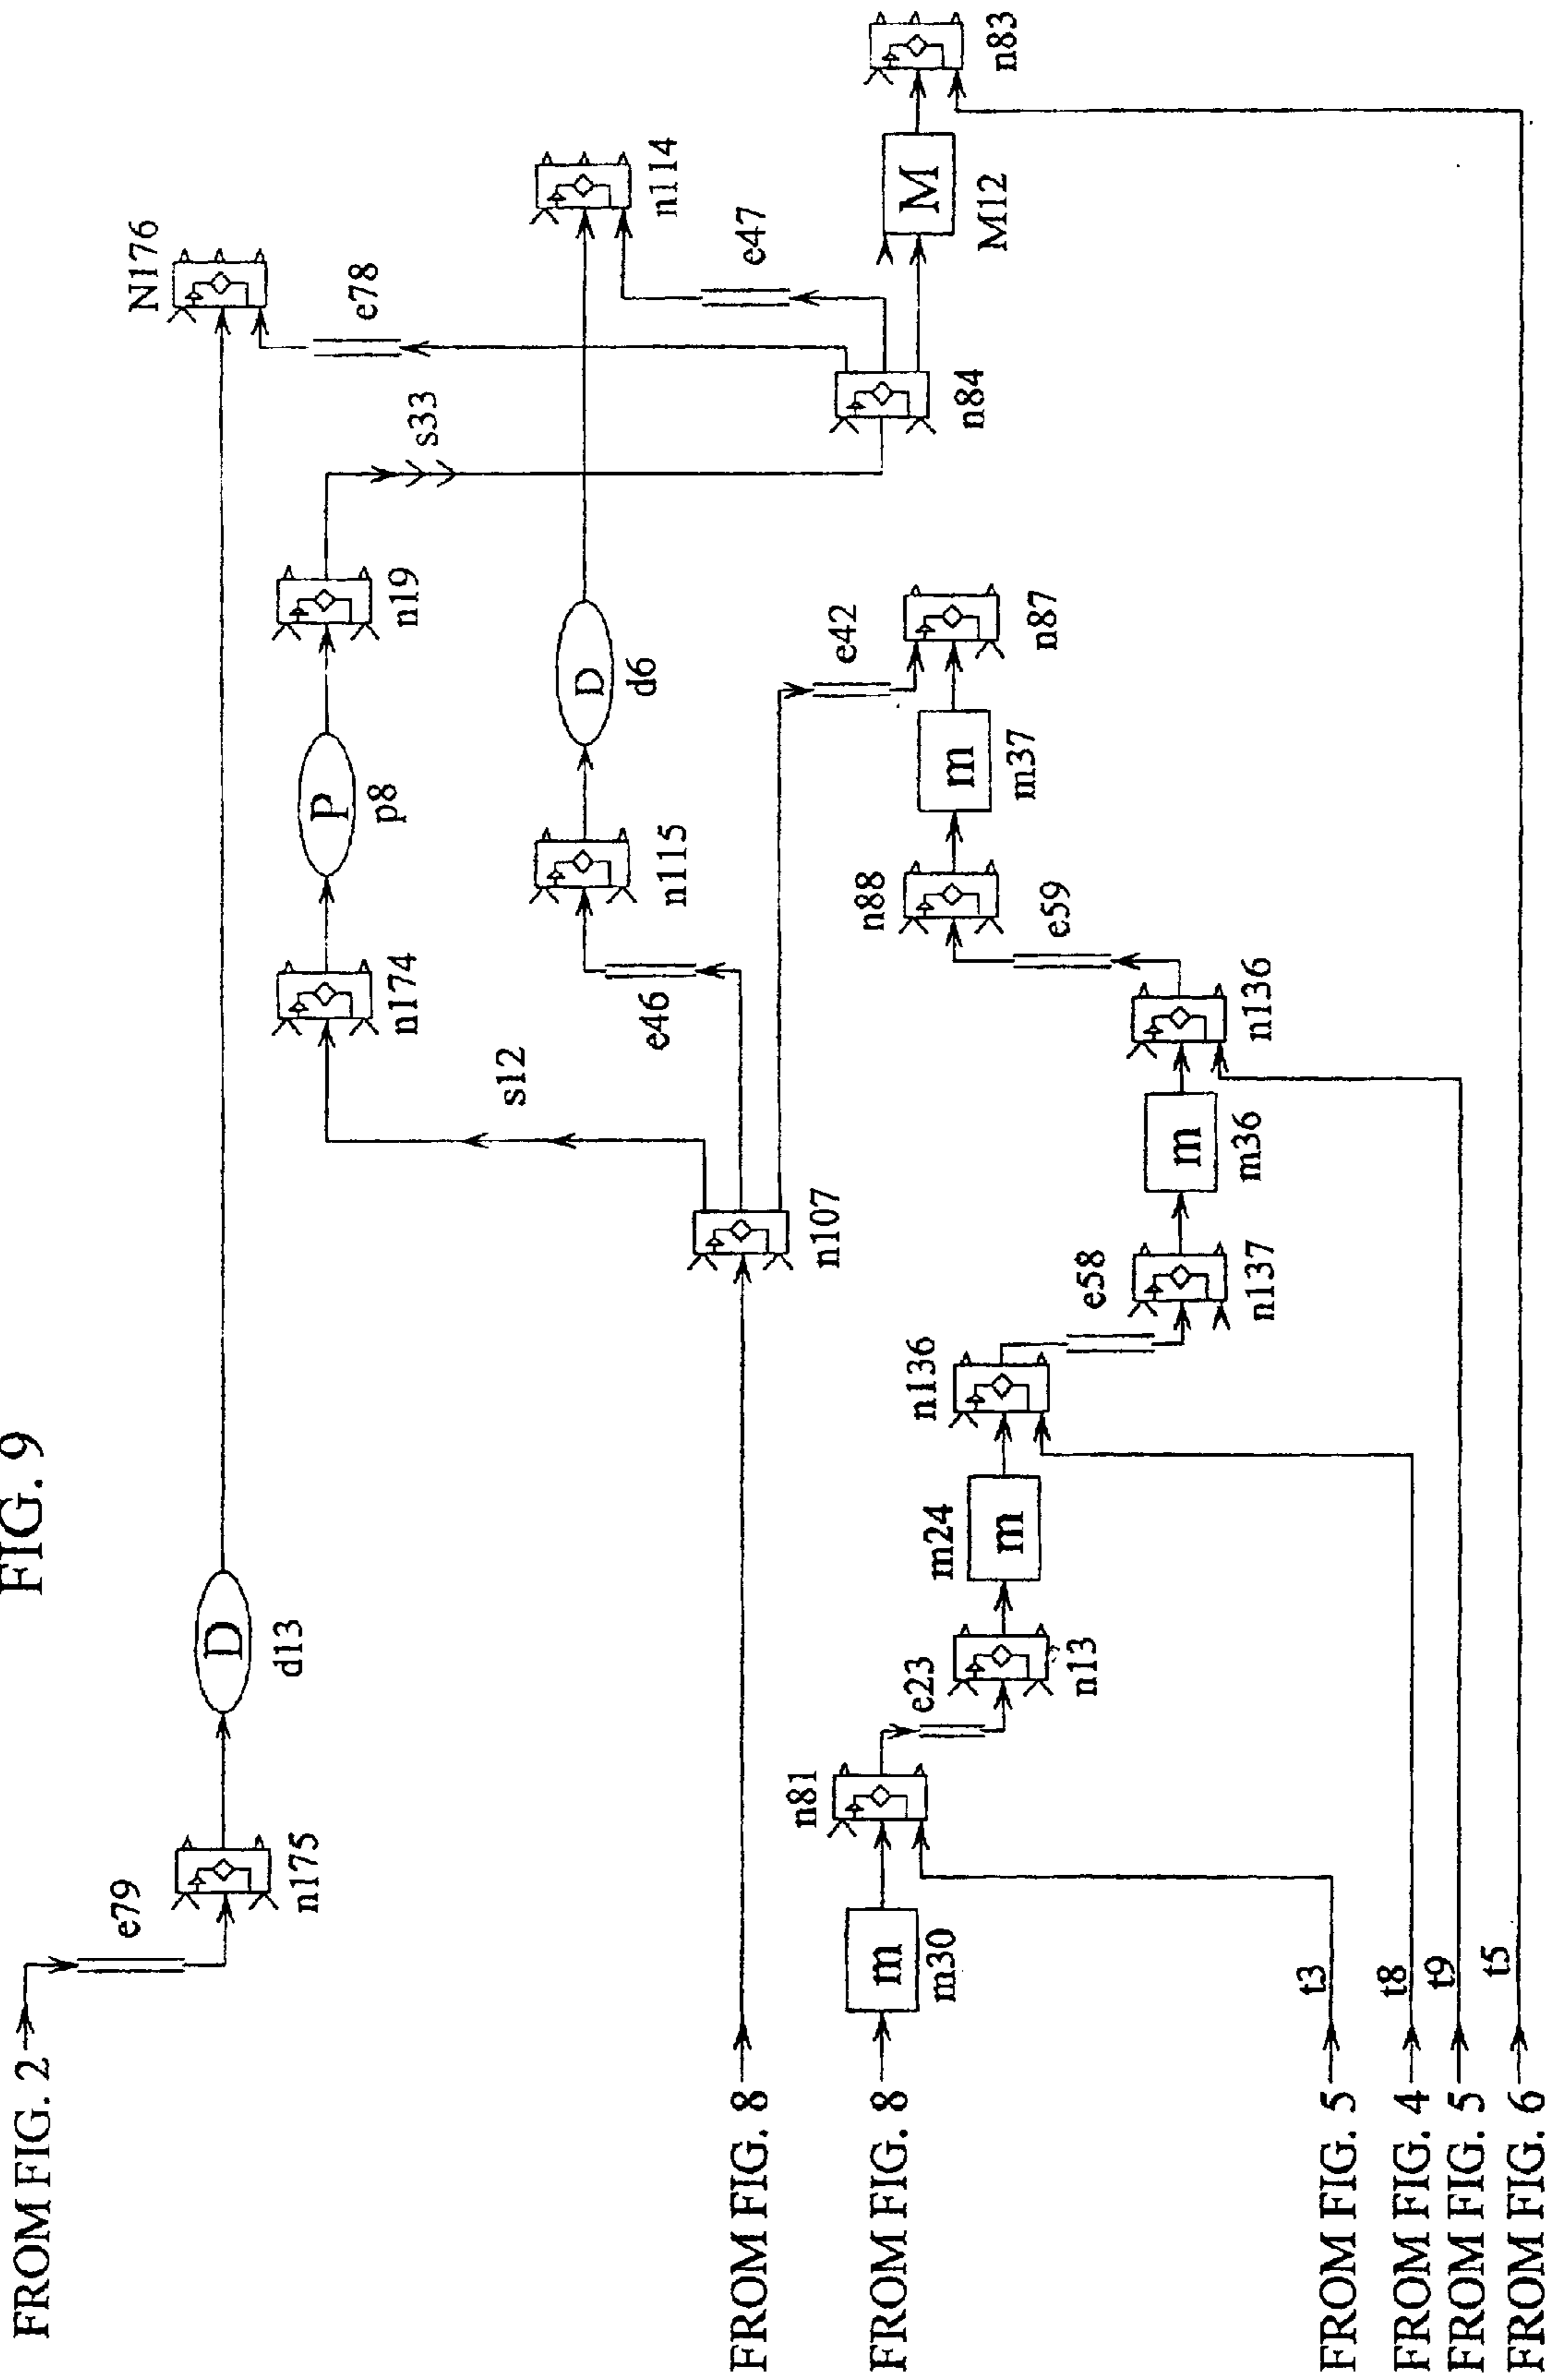 FIG. 9
FROM FIG. 2
e79
n175
D
d13
N176
e78
n174
P
p8
n19
s33
s12
n115
D
d6
n114
e46
e47
FROM FIG. 8
n107
e42
n84
M
M12
n83
FROM FIG. 8
m
m30
n81
e23
n13
m
m24
n136
e58
n137
m
m36
n136
e59
n88
m
m37
n87
FROM FIG. 5
t3
FROM FIG. 4
t8
FROM FIG. 5
t9
FROM FIG. 6
t5